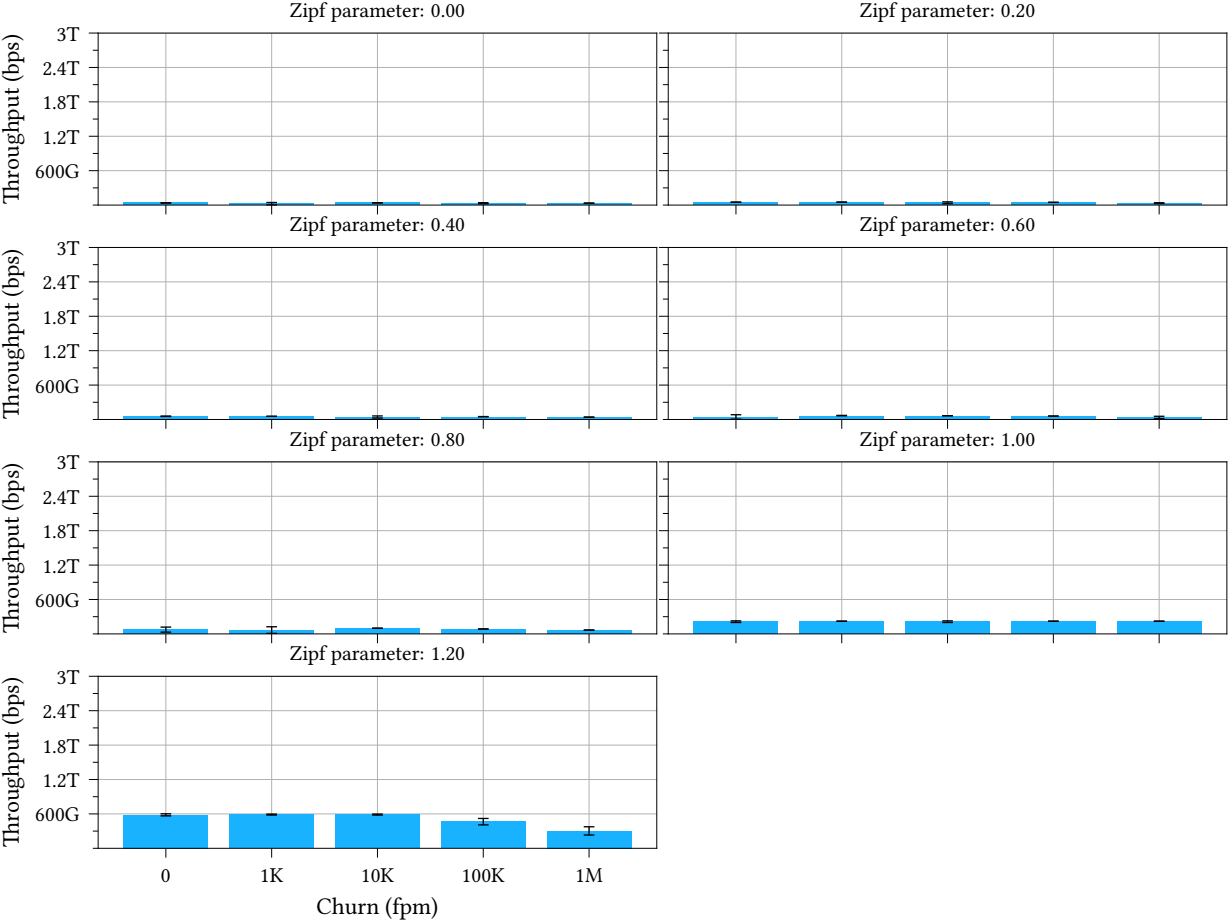 Zipf parameter: 0.00
Zipf parameter: 0.20
Throughput (bps)
3T
2.4T
1.8T
1.2T
600G
Zipf parameter: 0.40
Zipf parameter: 0.60
Throughput (bps)
3T
2.4T
1.8T
1.2T
600G
Zipf parameter: 0.80
Zipf parameter: 1.00
Throughput (bps)
3T
2.4T
1.8T
1.2T
600G
Zipf parameter: 1.20
Throughput (bps)
3T
2.4T
1.8T
1.2T
600G
0 1K 10K 100K 1M
Churn (fpm)